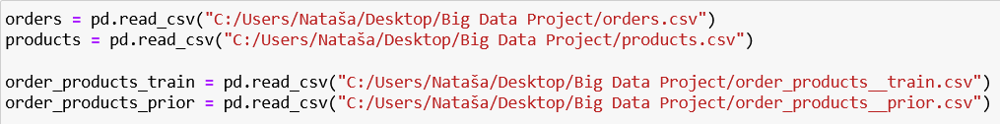 orders = pd.read_csv("C:/Users/Nataša/Desktop/Big Data Project/orders.csv")
products = pd.read_csv("C:/Users/Nataša/Desktop/Big Data Project/products.csv")
order_products_train = pd.read_csv("C:/Users/Nataša/Desktop/Big Data Project/order_products__train.csv")
order_products_prior = pd.read_csv("C:/Users/Nataša/Desktop/Big Data Project/order_products__prior.csv")